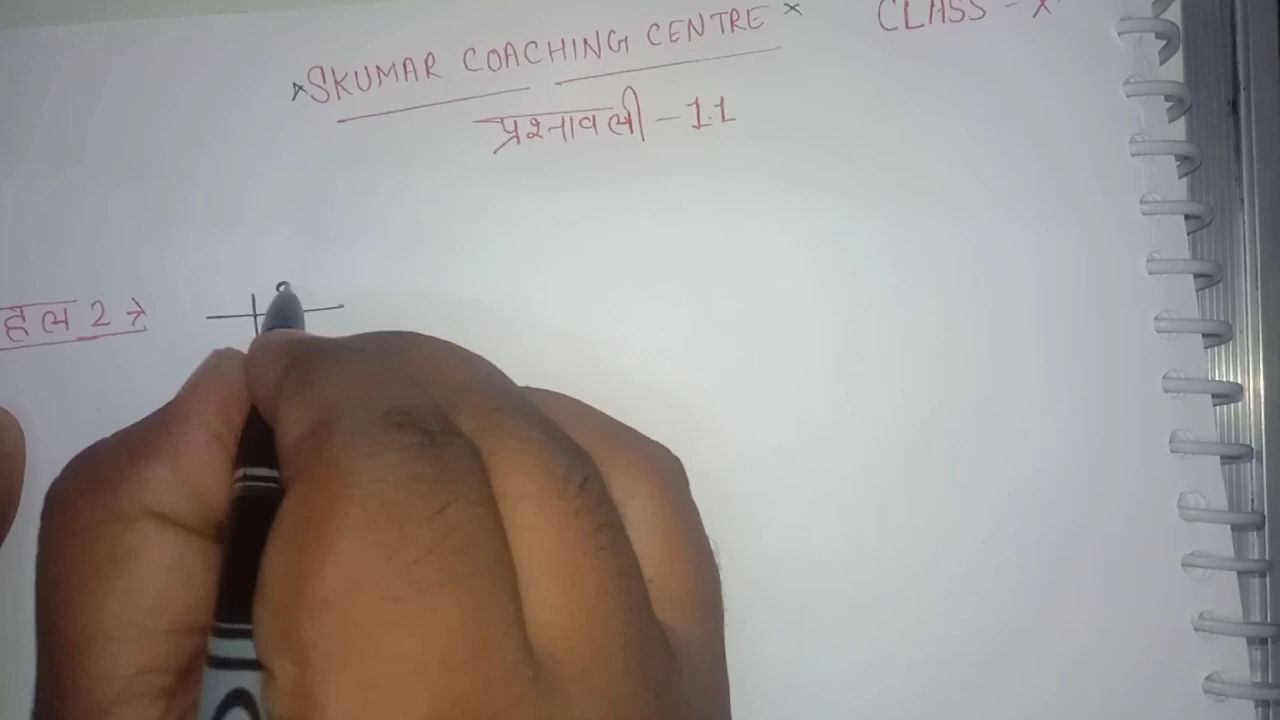 SKUMAR COACHING CENTRE CLASS - X
प्रश्नावली - 1.1
हल 2 →